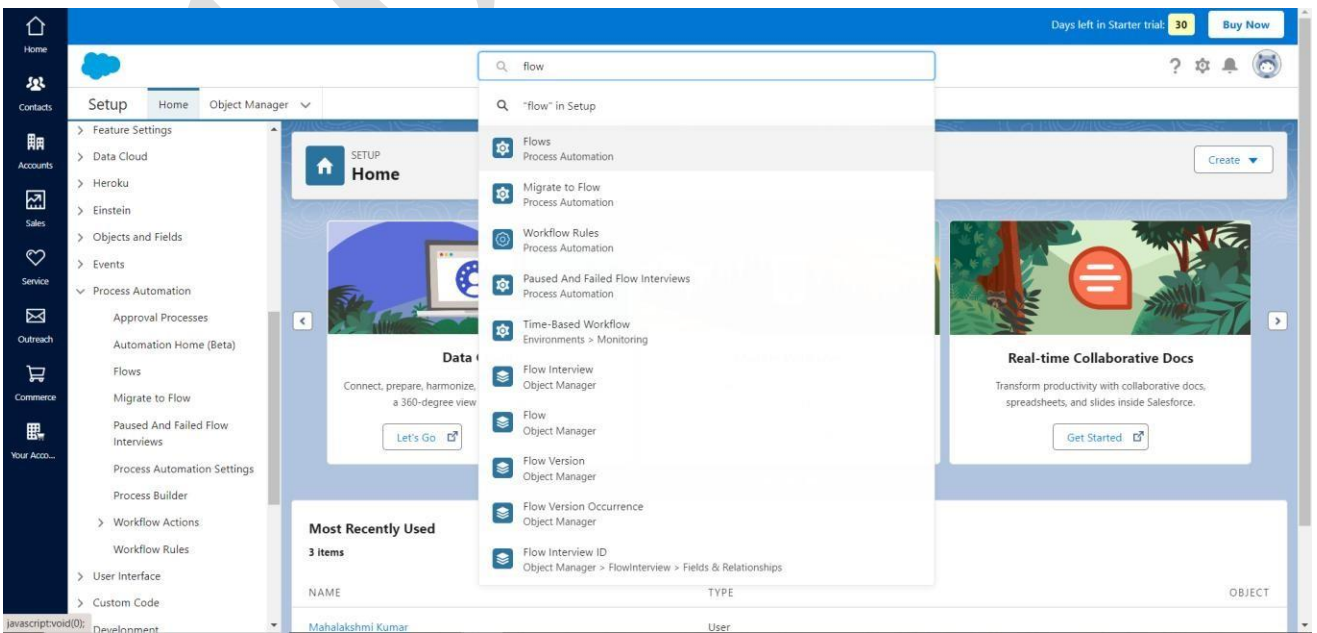 Days left in Starter trial: 30 Buy Now
Home
flow
Contacts
Setup Home Object Manager
"flow" in Setup
Accounts
Sales
Service
Outreach
Commerce
Your Acco...
Feature Settings
Data Cloud
Heroku
Einstein
Objects and Fields
Events
Process Automation
Approval Processes
Automation Home (Beta)
Flows
Migrate to Flow
Paused And Failed Flow
Interviews
Process Automation Settings
Process Builder
Workflow Actions
Workflow Rules
User Interface
Custom Code
Development
javascript:void(0);
SETUP
Home
Create
Flows
Process Automation
Migrate to Flow
Process Automation
Workflow Rules
Process Automation
Paused And Failed Flow Interviews
Process Automation
Time-Based Workflow
Environments > Monitoring
Flow Interview
Object Manager
Flow
Object Manager
Flow Version
Object Manager
Flow Version Occurrence
Object Manager
Flow Interview ID
Object Manager > FlowInterview > Fields & Relationships
Data
Connect, prepare, harmonize,
a 360-degree view
Let's Go
Real-time Collaborative Docs
Transform productivity with collaborative docs,
spreadsheets, and slides inside Salesforce.
Get Started
Most Recently Used
3 items
NAME TYPE OBJECT
Mahalakshmi Kumar User